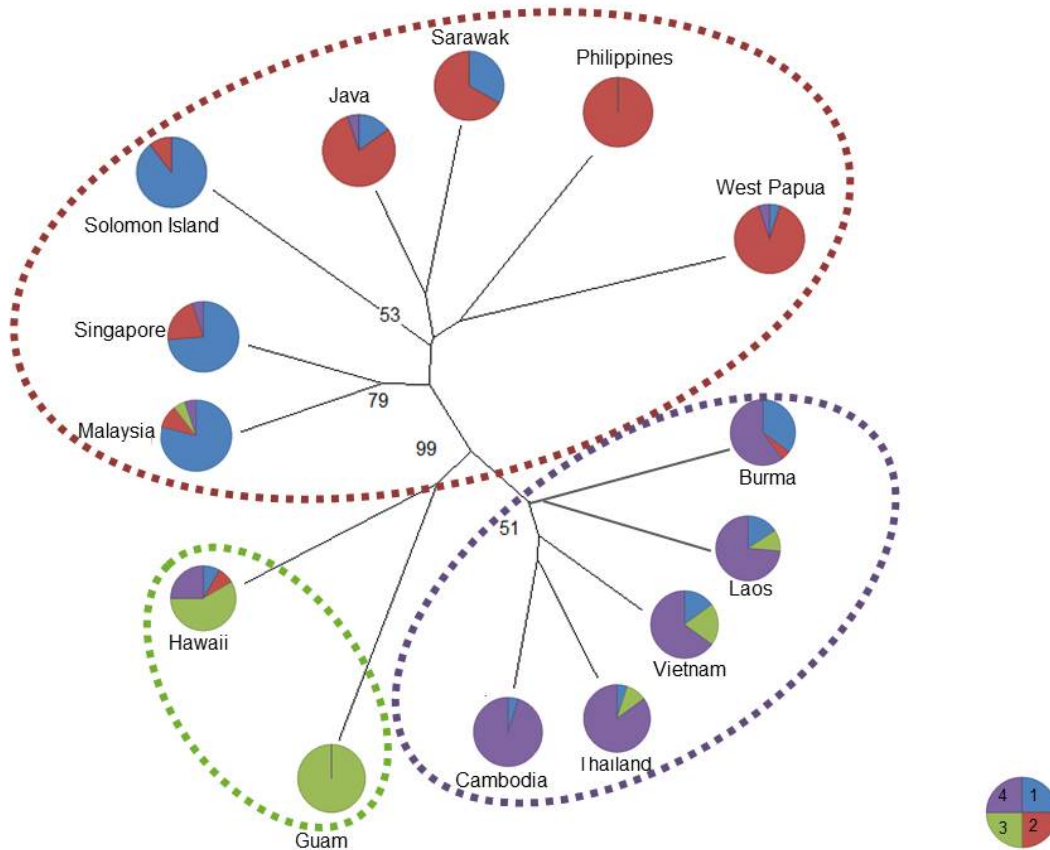 Sarawak
Philippines
Java
West Papua
Solomon Island
53
Singapore
79
Malaysia
99
Burma
51
Laos
Hawaii
Vietnam
Cambodia
Thailand
Guam
4 1
3 2